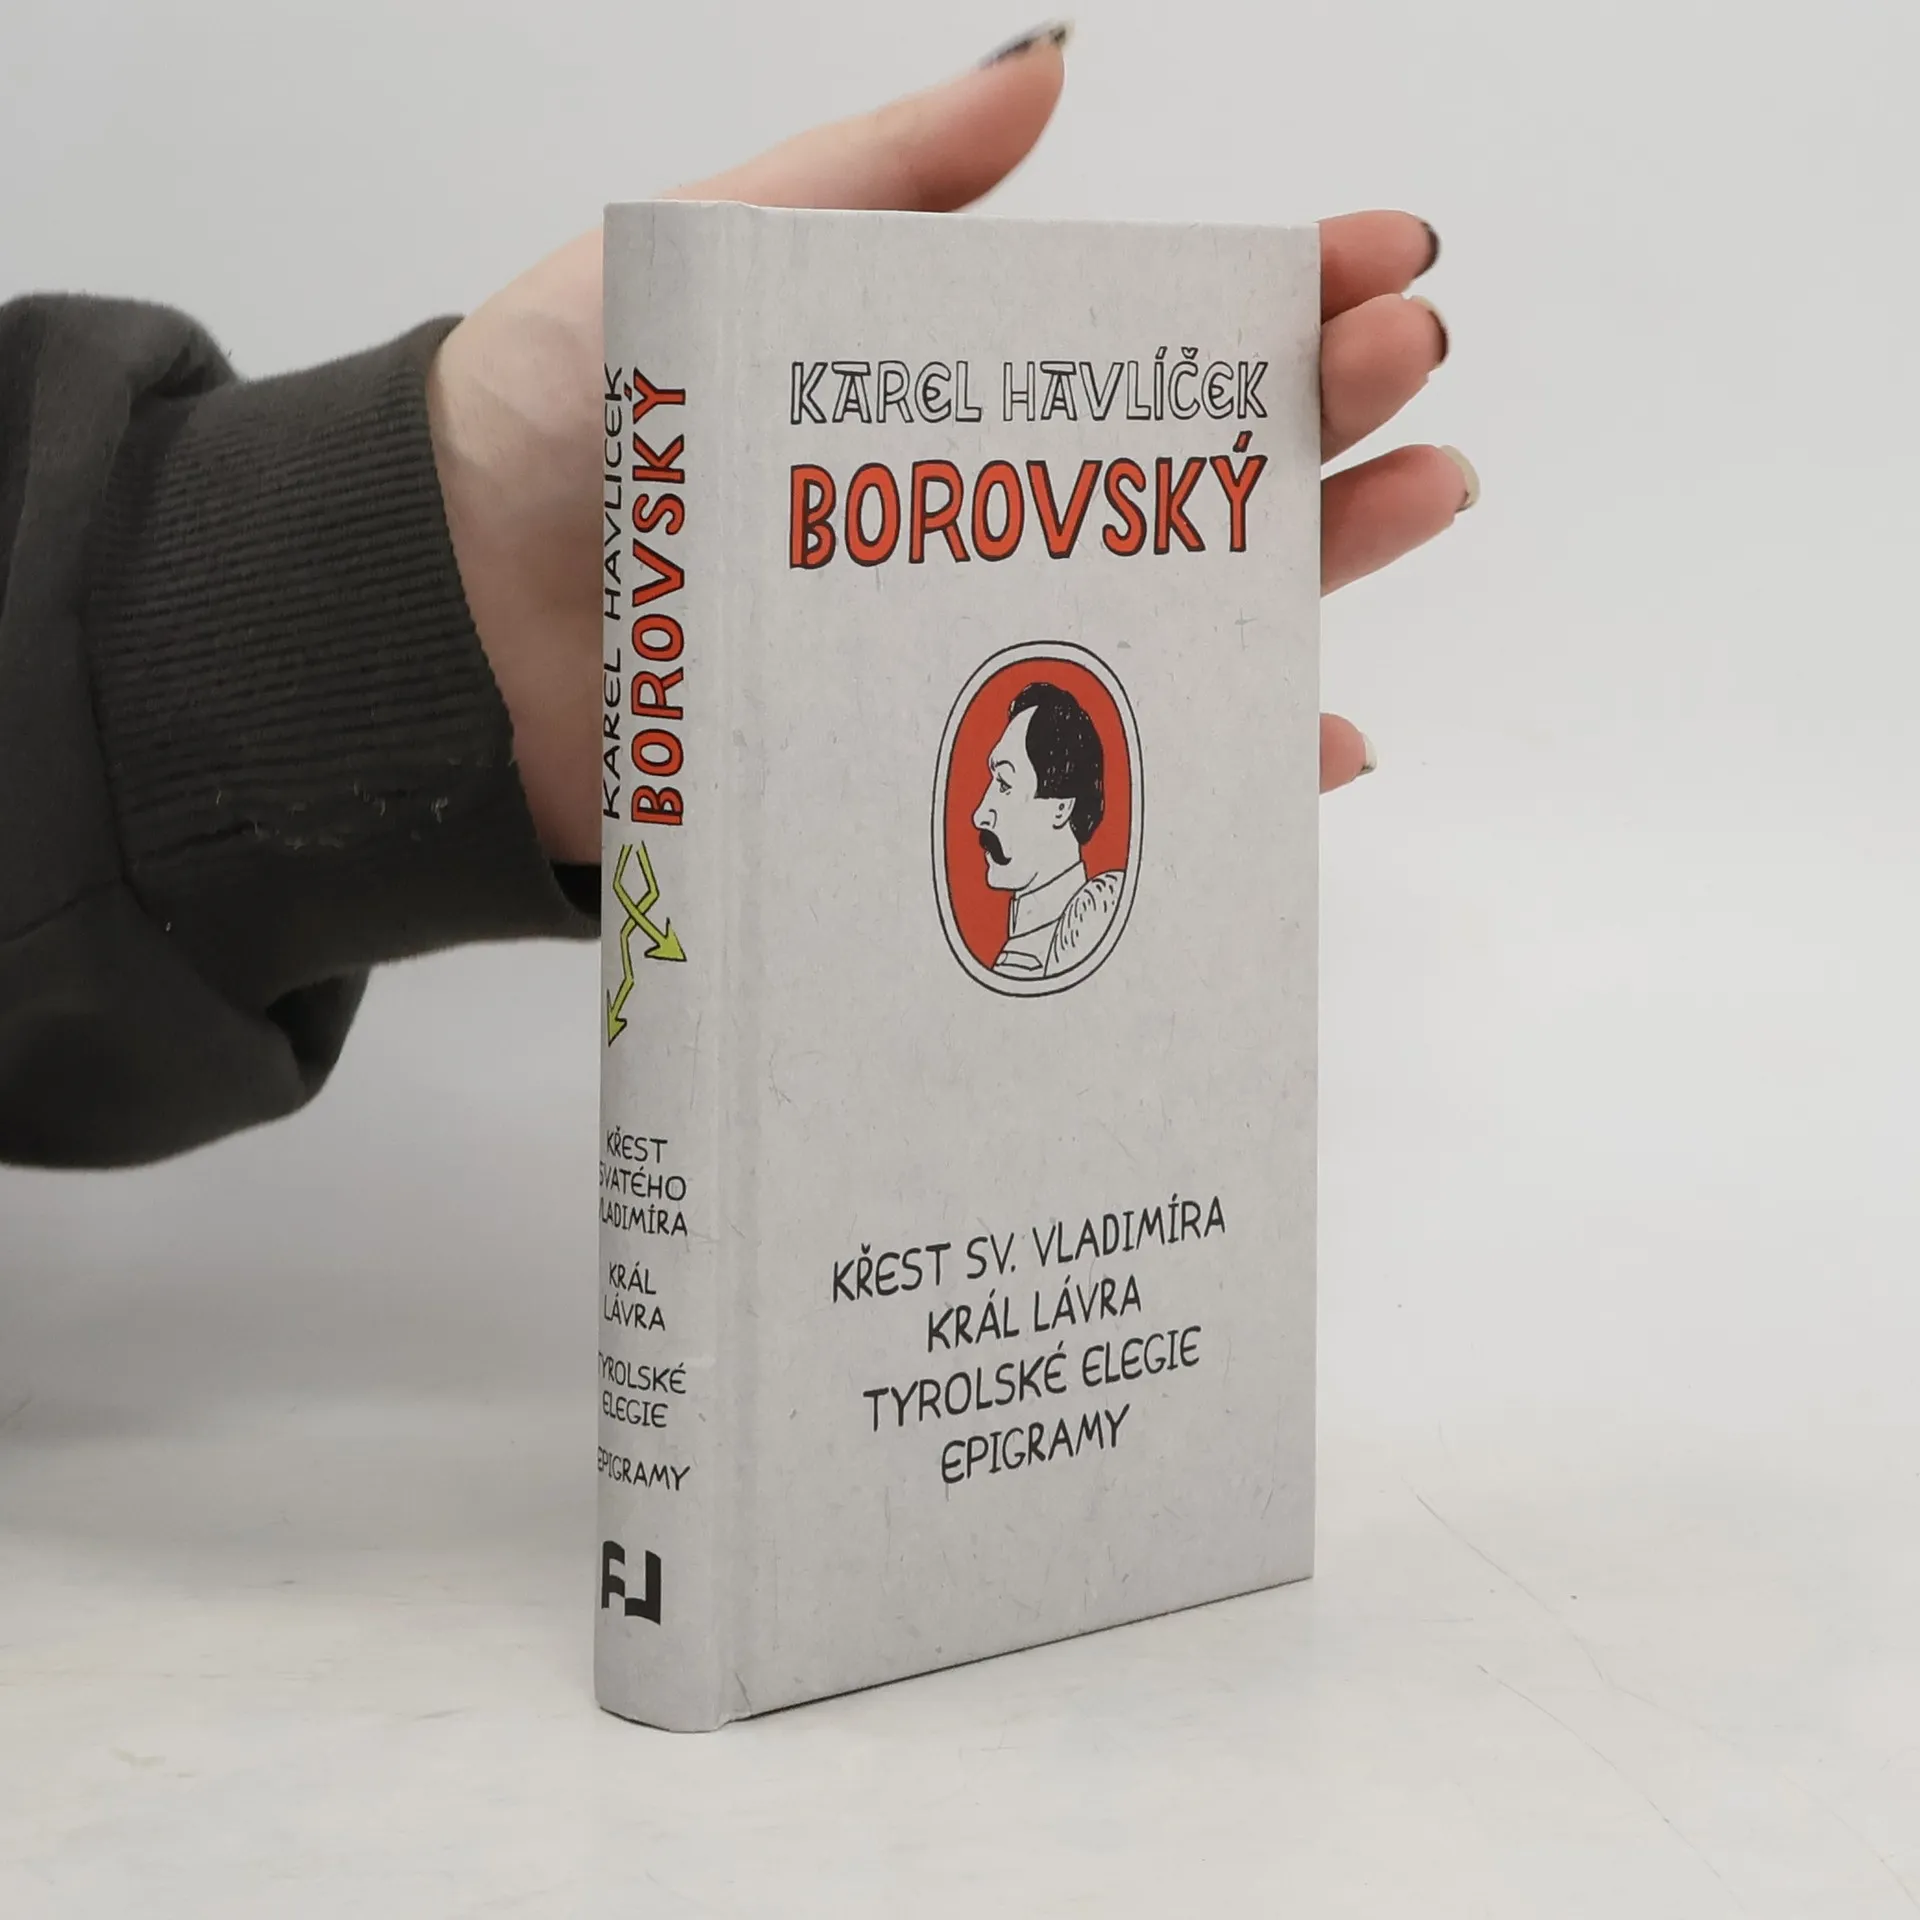 KAREL HAVLÍČEK
BOROVSKÝ
KŘEST SV. VLADIMÍRA
KRÁL LÁVRA
TYROLSKÉ ELEGIE
EPIGRAMY
KAREL HAVLÍČEK
BOROVSKÝ
KŘEST
SVATÉHO
VLADIMÍRA
KRÁL
LÁVRA
TYROLSKÉ
ELEGIE
EPIGRAMY